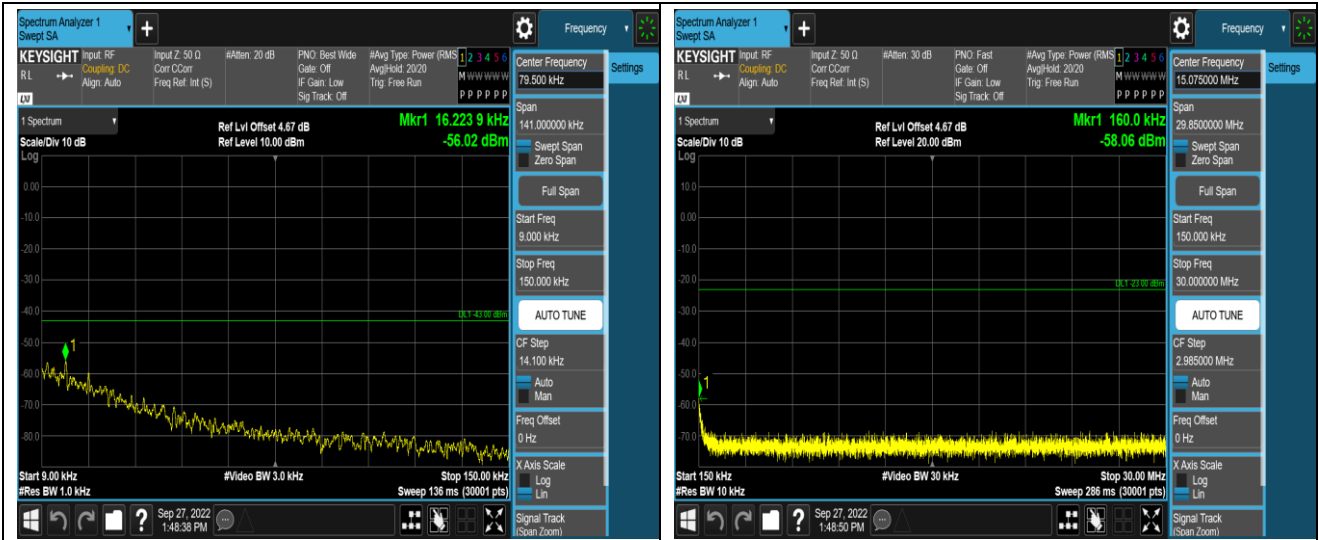 Spectrum Analyzer 1
Swept SA
Frequency
KEYSIGHT
RL
Input: RF
Coupling: DC
Align: Auto
Input Z: 50 Ω
Corr CCorr
Freq Ref: Int (S)
#Atten: 20 dB
PNO: Best Wide
Gate: Off
IF Gain: Low
Sig Track: Off
#Avg Type: Power (RMS
Avg|Hold: 20/20
Trig: Free Run
1 2 3 4 5 6
M W W W W W
P P P P P P
Center Frequency
79.500 kHz
Settings
1 Spectrum
Scale/Div 10 dB
Log
Ref Lvl Offset 4.67 dB
Ref Level 10.00 dBm
Mkr1 16.223 9 kHz
-56.02 dBm
0.00
-10.0
-20.0
-30.0
-40.0
-50.0
-60.0
-70.0
-80.0
DL1 -43.00 dBm
1
Start 9.00 kHz
#Res BW 1.0 kHz
#Video BW 3.0 kHz
Stop 150.00 kHz
Sweep 136 ms (30001 pts)
Span
141.000000 kHz
Swept Span
Zero Span
Full Span
Start Freq
9.000 kHz
Stop Freq
150.000 kHz
AUTO TUNE
CF Step
14.100 kHz
Auto
Man
Freq Offset
0 Hz
X Axis Scale
Log
Lin
Signal Track
(Span Zoom)
Sep 27, 2022
1:48:38 PM
Spectrum Analyzer 1
Swept SA
Frequency
KEYSIGHT
RL
Input: RF
Coupling: DC
Align: Auto
Input Z: 50 Ω
Corr CCorr
Freq Ref: Int (S)
#Atten: 30 dB
PNO: Fast
Gate: Off
IF Gain: Low
Sig Track: Off
#Avg Type: Power (RMS
Avg|Hold: 20/20
Trig: Free Run
1 2 3 4 5 6
M W W W W W
P P P P P P
Center Frequency
15.075000 MHz
Settings
1 Spectrum
Scale/Div 10 dB
Log
Ref Lvl Offset 4.67 dB
Ref Level 20.00 dBm
Mkr1 160.0 kHz
-58.06 dBm
10.0
0.00
-10.0
-20.0
-30.0
-40.0
-50.0
-60.0
-70.0
DL1 -23.00 dBm
1
Start 150 kHz
#Res BW 10 kHz
#Video BW 30 kHz
Stop 30.00 MHz
Sweep 286 ms (30001 pts)
Span
29.8500000 MHz
Swept Span
Zero Span
Full Span
Start Freq
150.000 kHz
Stop Freq
30.000000 MHz
AUTO TUNE
CF Step
2.985000 MHz
Auto
Man
Freq Offset
0 Hz
X Axis Scale
Log
Lin
Signal Track
(Span Zoom)
Sep 27, 2022
1:48:50 PM